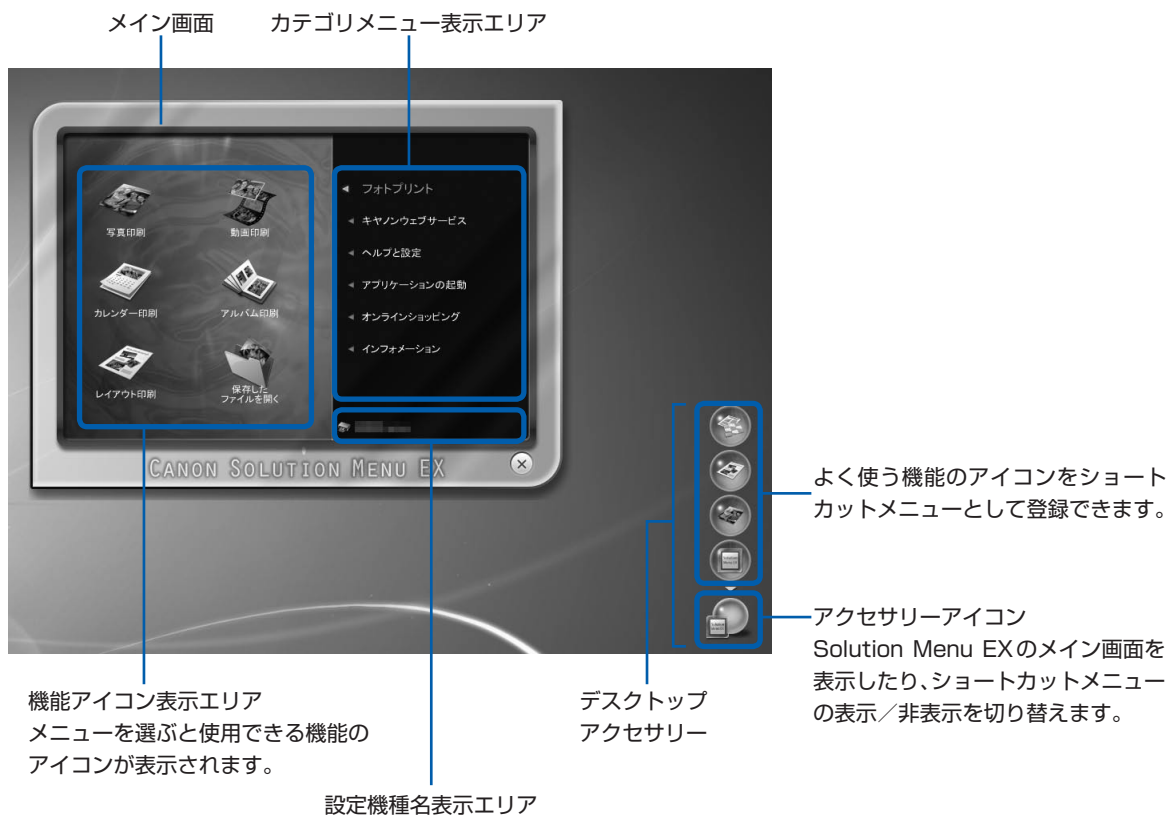 メイン画面
カテゴリメニュー表示エリア
写真印刷
動画印刷
カレンダー印刷
アルバム印刷
レイアウト印刷
保存した
ファイルを開く
フォトプリント
キヤノンウェブサービス
ヘルプと設定
アプリケーションの起動
オンラインショッピング
インフォメーション
CANON SOLUTION MENU EX
よく使う機能のアイコンをショート
カットメニューとして登録できます。
アクセサリーアイコン
Solution Menu EXのメイン画面を
表示したり、ショートカットメニュー
の表示／非表示を切り替えます。
機能アイコン表示エリア
メニューを選ぶと使用できる機能の
アイコンが表示されます。
デスクトップ
アクセサリー
設定機種名表示エリア